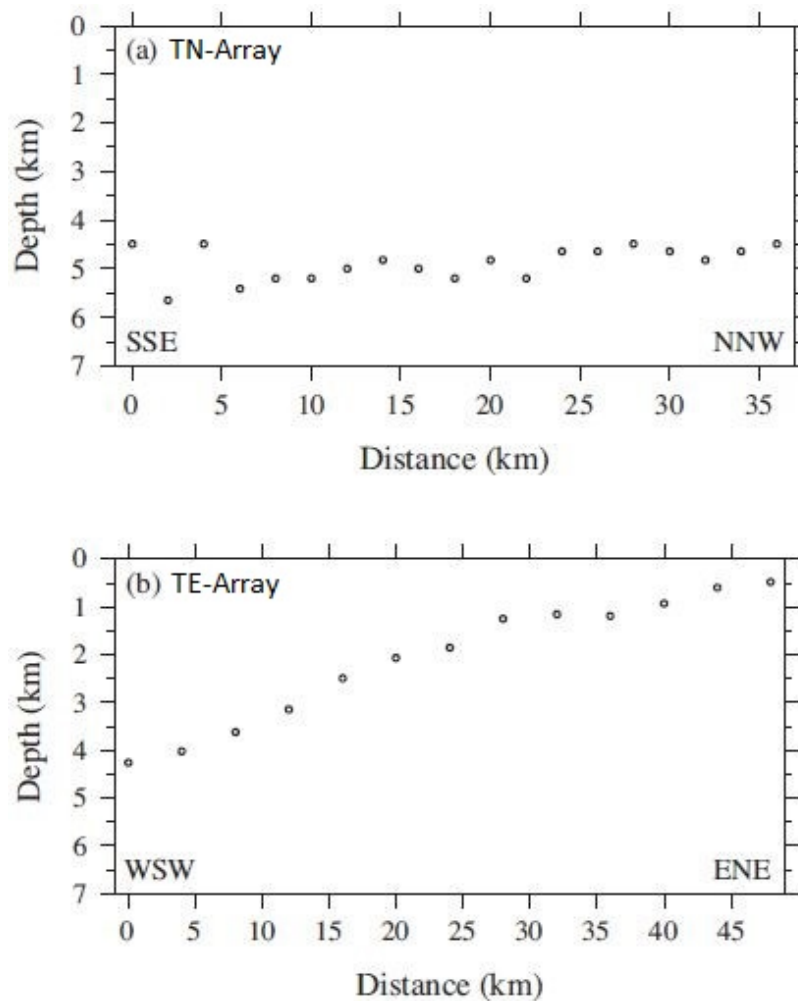 0
(a) TN-Array
1
2
3
4
5
6
7
Depth (km)
SSE
NNW
0 5 10 15 20 25 30 35
Distance (km)
0
(b) TE-Array
1
2
3
4
5
6
7
Depth (km)
WSW
ENE
0 5 10 15 20 25 30 35 40 45
Distance (km)